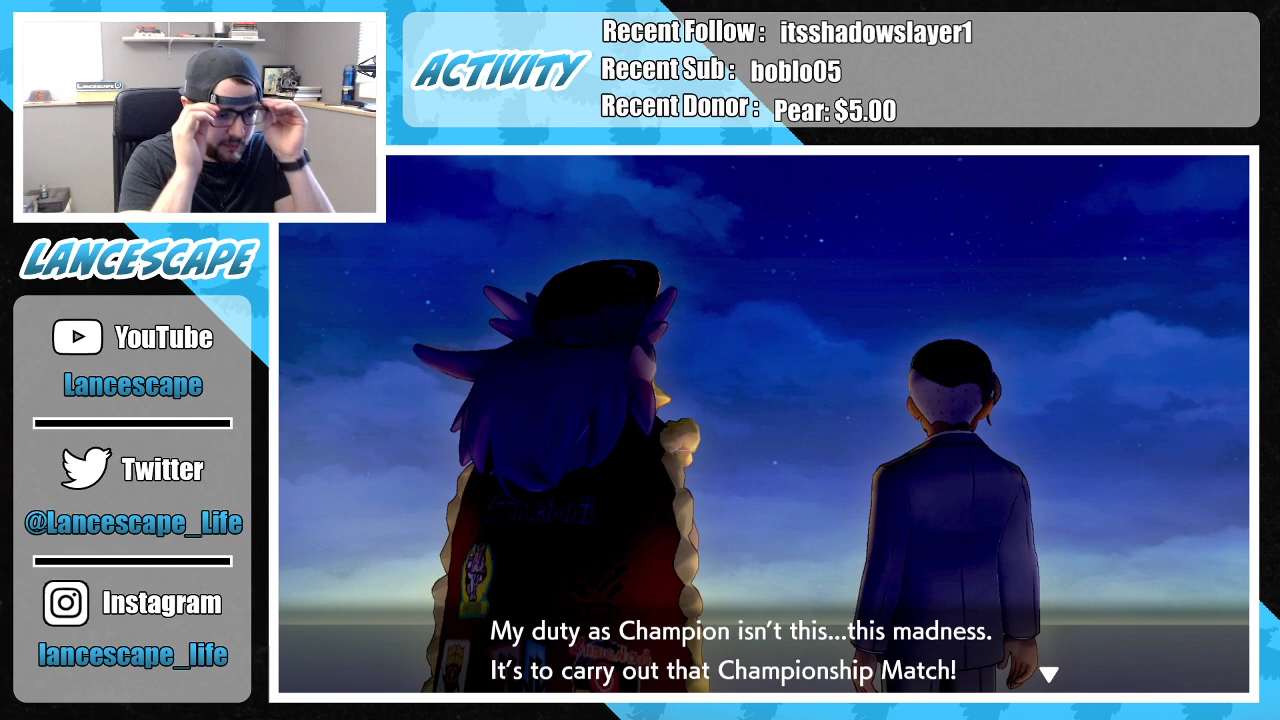 ACTIVITY
Recent Follow : itsshadowslayer1
Recent Sub : boblo05
Recent Donor : Pear: $5.00
LANCESCAPE
YouTube
Lancescape
Twitter
@Lancescape_Life
Instagram
lancescape_life
My duty as Champion isn't this...this madness.
It's to carry out that Championship Match!